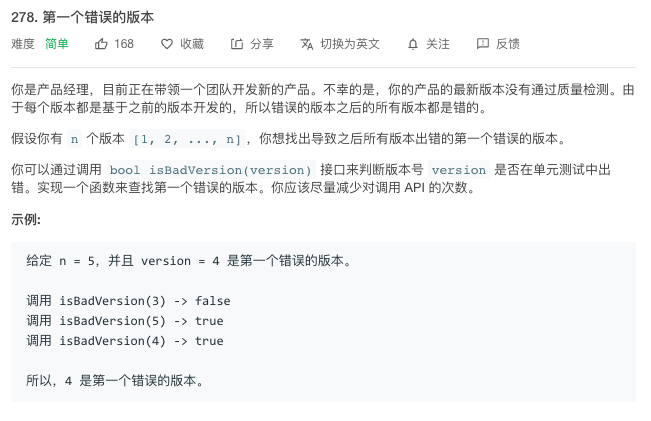 278. 第一个错误的版本
难度 简单 168 收藏 分享 切换为英文 关注 反馈
你是产品经理，目前正在带领一个团队开发新的产品。不幸的是，你的产品的最新版本没有通过质量检测。由
于每个版本都是基于之前的版本开发的，所以错误的版本之后的所有版本都是错的。
假设你有 n 个版本 [1, 2, ..., n]，你想找出导致之后所有版本出错的第一个错误的版本。
你可以通过调用 bool isBadVersion(version) 接口来判断版本号 version 是否在单元测试中出
错。实现一个函数来查找第一个错误的版本。你应该尽量减少对调用 API 的次数。
示例:
给定 n = 5，并且 version = 4 是第一个错误的版本。
调用 isBadVersion(3) -> false
调用 isBadVersion(5) -> true
调用 isBadVersion(4) -> true
所以，4 是第一个错误的版本。